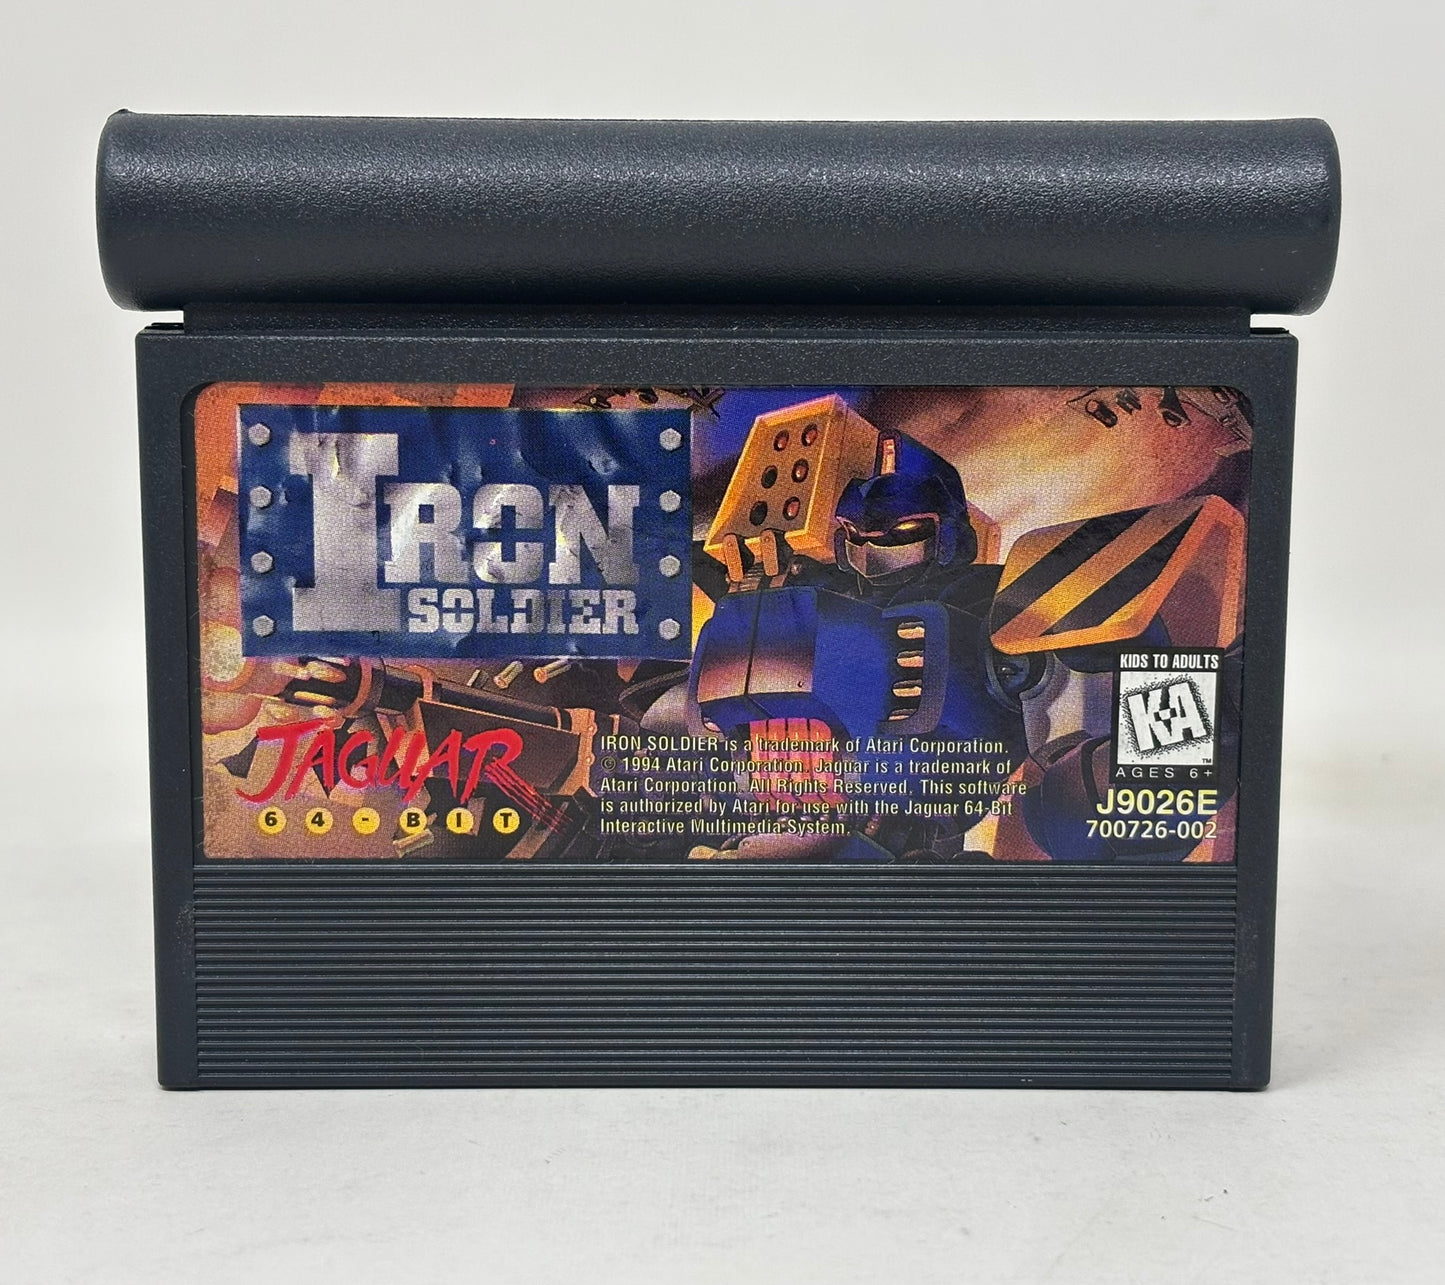 IRON
SOLDIER
JAGUAR
64-BIT
IRON SOLDIER is a trademark of Atari Corporation.
© 1994 Atari Corporation. Jaguar is a trademark of
Atari Corporation. All Rights Reserved. This software
is authorized by Atari for use with the Jaguar 64-Bit
Interactive Multimedia System.
KIDS TO ADULTS
K-A
TM
AGES 6+
J9026E
700726-002